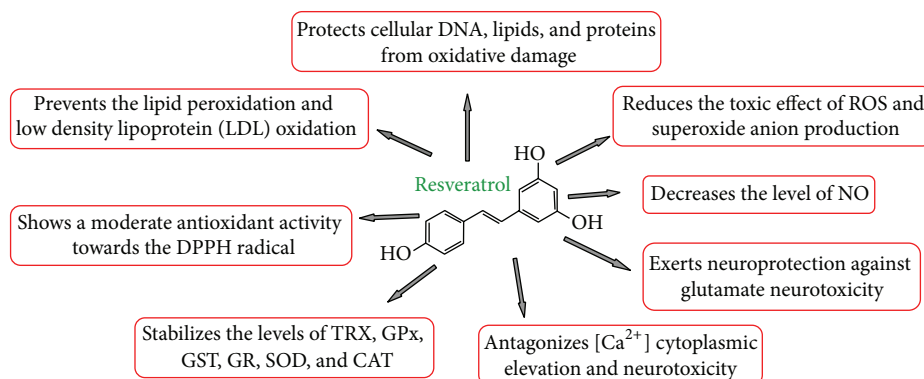 Protects cellular DNA, lipids, and proteins
from oxidative damage
Prevents the lipid peroxidation and
low density lipoprotein (LDL) oxidation
Reduces the toxic effect of ROS and
superoxide anion production
HO
Resveratrol
Decreases the level of NO
Shows a moderate antioxidant activity
towards the DPPH radical
OH
HO
Exerts neuroprotection against
glutamate neurotoxicity
Stabilizes the levels of TRX, GPx,
GST, GR, SOD, and CAT
Antagonizes [Ca²⁺] cytoplasmic
elevation and neurotoxicity